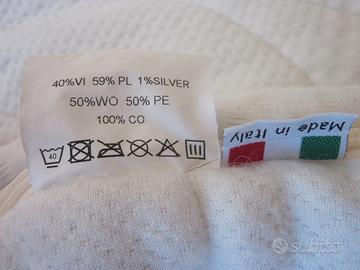 40%VI 59% PL 1%SILVER
50%WO 50% PE
100% CO
40
Made in Italy
Subito